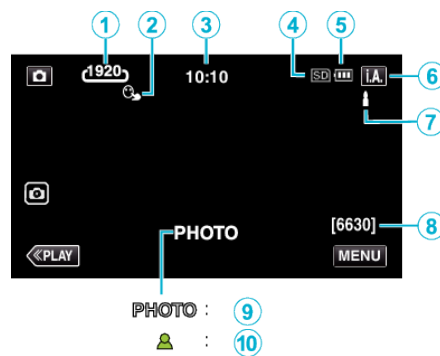 1 2 3 4 5
1920 10:10 SD i.A. 6
7
PHOTO [6630] 8
≪PLAY MENU
PHOTO : 9
: 10